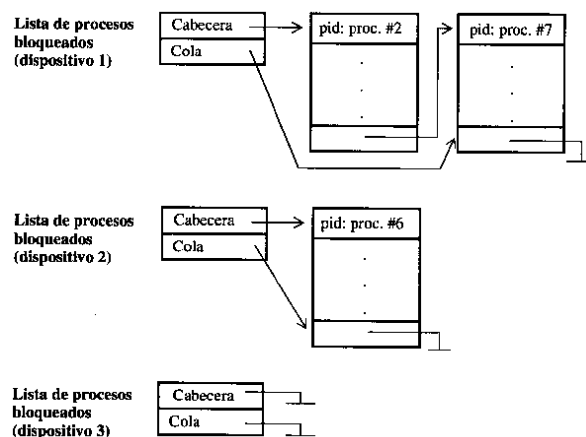 Lista de procesos
bloqueados
(dispositivo 1)
Cabecera
Cola
pid: proc. #2
.
.
.
pid: proc. #7
.
.
.
Lista de procesos
bloqueados
(dispositivo 2)
Cabecera
Cola
pid: proc. #6
.
.
.
Lista de procesos
bloqueados
(dispositivo 3)
Cabecera
Cola